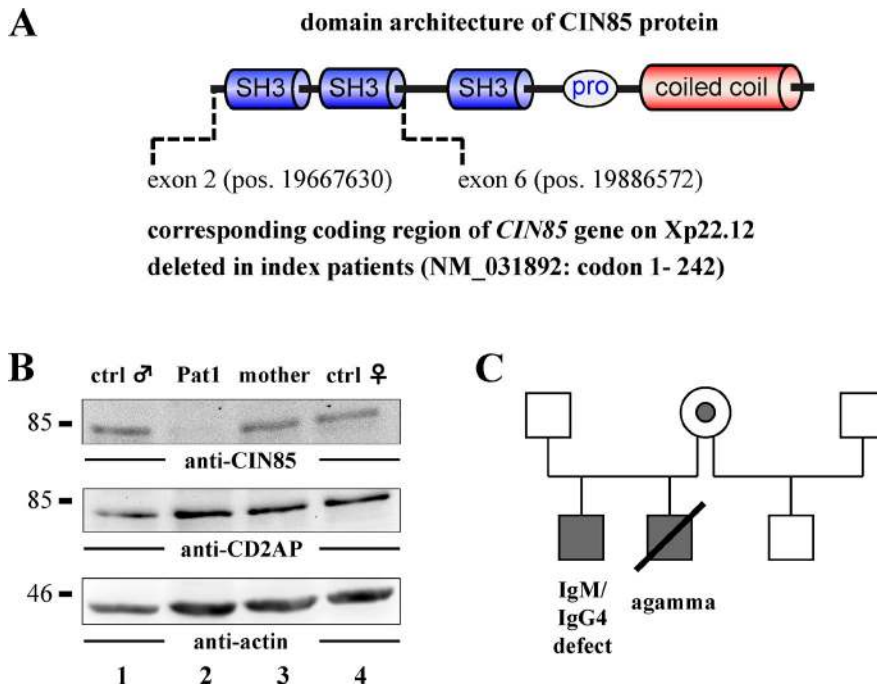 A
domain architecture of CIN85 protein
SH3 SH3 SH3 pro coiled coil
exon 2 (pos. 19667630) exon 6 (pos. 19886572)
corresponding coding region of CIN85 gene on Xp22.12
deleted in index patients (NM_031892: codon 1- 242)
B
ctrl ♂ Pat1 mother ctrl ♀
85
anti-CIN85
85
anti-CD2AP
46
anti-actin
1 2 3 4
C
IgM/
IgG4
defect
agamma